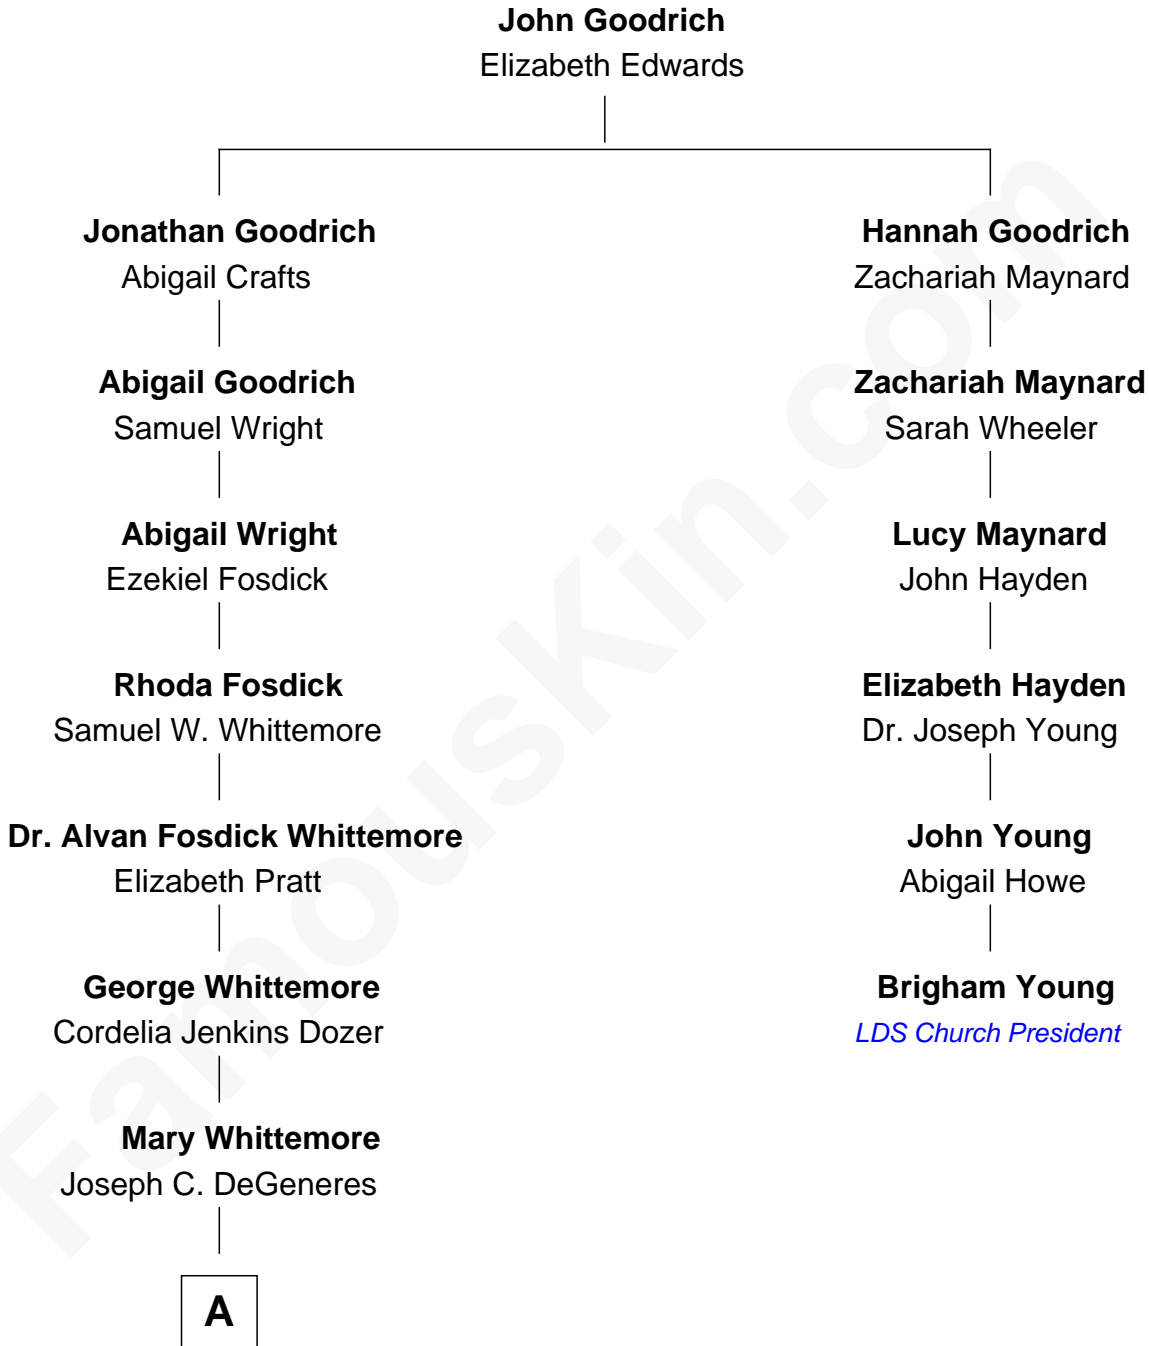 John Goodrich
Elizabeth Edwards
Jonathan Goodrich
Abigail Crafts
Hannah Goodrich
Zachariah Maynard
Abigail Goodrich
Samuel Wright
Zachariah Maynard
Sarah Wheeler
Abigail Wright
Ezekiel Fosdick
Lucy Maynard
John Hayden
Rhoda Fosdick
Samuel W. Whittemore
Elizabeth Hayden
Dr. Joseph Young
Dr. Alvan Fosdick Whittemore
Elizabeth Pratt
John Young
Abigail Howe
George Whittemore
Cordelia Jenkins Dozer
Brigham Young
LDS Church President
Mary Whittemore
Joseph C. DeGeneres
A
FamousKin.com